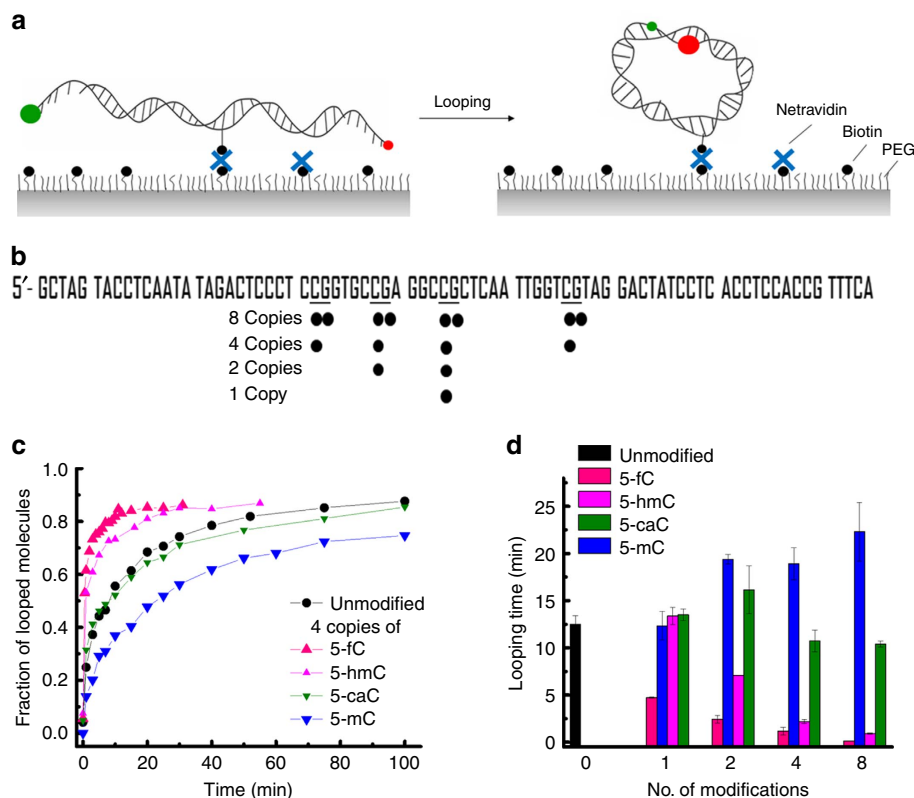 a
Looping
Netravidin
Biotin
PEG
b
5′- GCTAG TACCTCAATA TAGACTCCCT CCGGTGCCGA GGCCGCTCAA TTGGTCGTAG GACTATCCTC ACCTCCACCG TTTCA
8 Copies
4 Copies
2 Copies
1 Copy
c
Fraction of looped molecules
1.0
0.8
0.6
0.4
0.2
0.0
Unmodified
4 copies of
5-fC
5-hmC
5-caC
5-mC
0 20 40 60 80 100
Time (min)
d
Unmodified
5-fC
5-hmC
5-caC
5-mC
Looping time (min)
25
20
15
10
5
0
0 1 2 4 8
No. of modifications